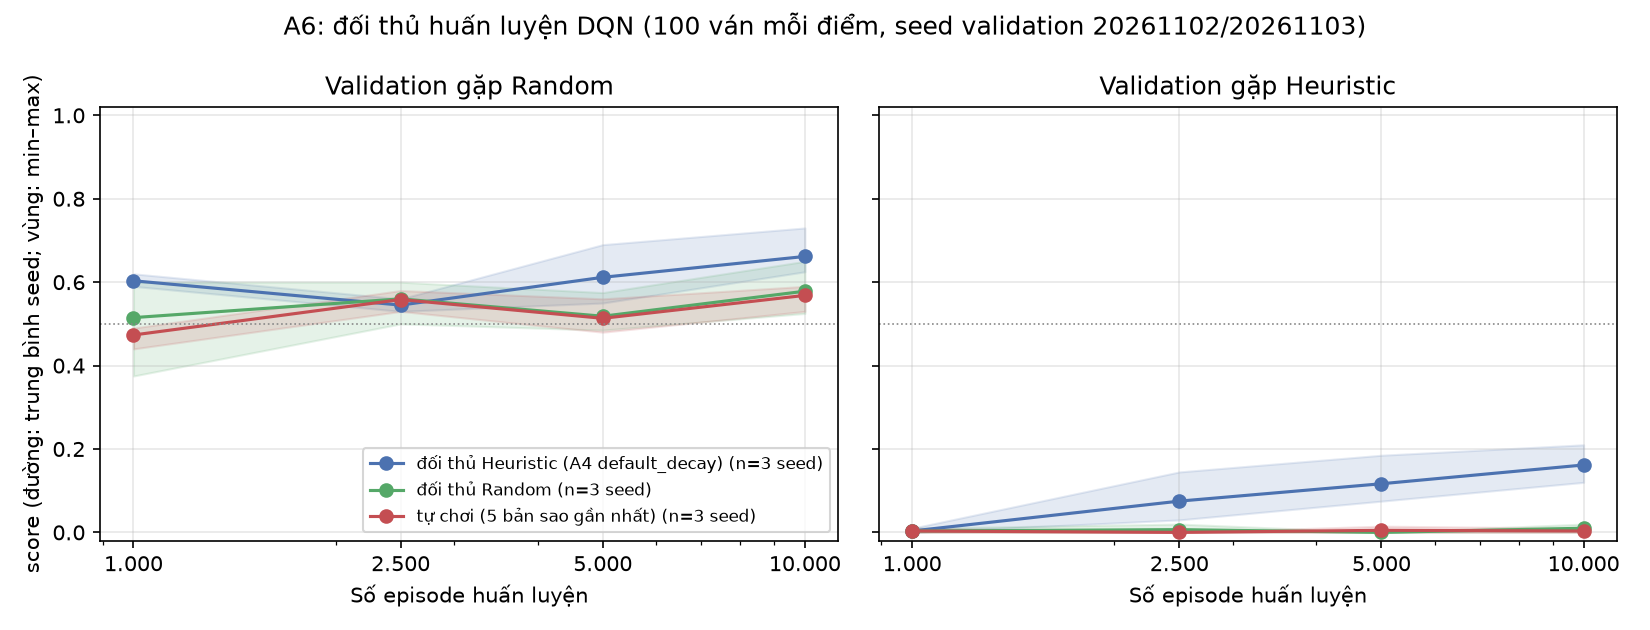 A6: đối thủ huấn luyện DQN (100 ván mỗi điểm, seed validation 20261102/20261103)
Validation gặp Random
score (đường: trung bình seed; vùng: min–max)
1.0
0.8
0.6
0.4
0.2
0.0
đối thủ Heuristic (A4 default_decay) (n=3 seed)
đối thủ Random (n=3 seed)
tự chơi (5 bản sao gần nhất) (n=3 seed)
1.000 2.500 5.000 10.000
Số episode huấn luyện
Validation gặp Heuristic
1.000 2.500 5.000 10.000
Số episode huấn luyện